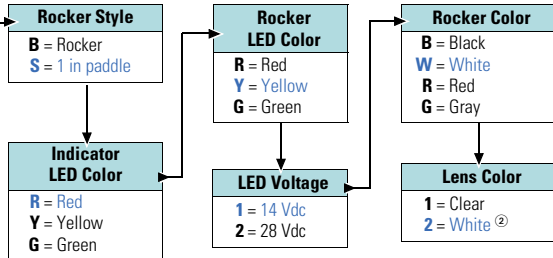 Rocker Style
B = Rocker
S = 1 in paddle
Indicator
LED Color
R = Red
Y = Yellow
G = Green
Rocker
LED Color
R = Red
Y = Yellow
G = Green
LED Voltage
1 = 14 Vdc
2 = 28 Vdc
Rocker Color
B = Black
W = White
R = Red
G = Gray
Lens Color
1 = Clear
2 = White ②